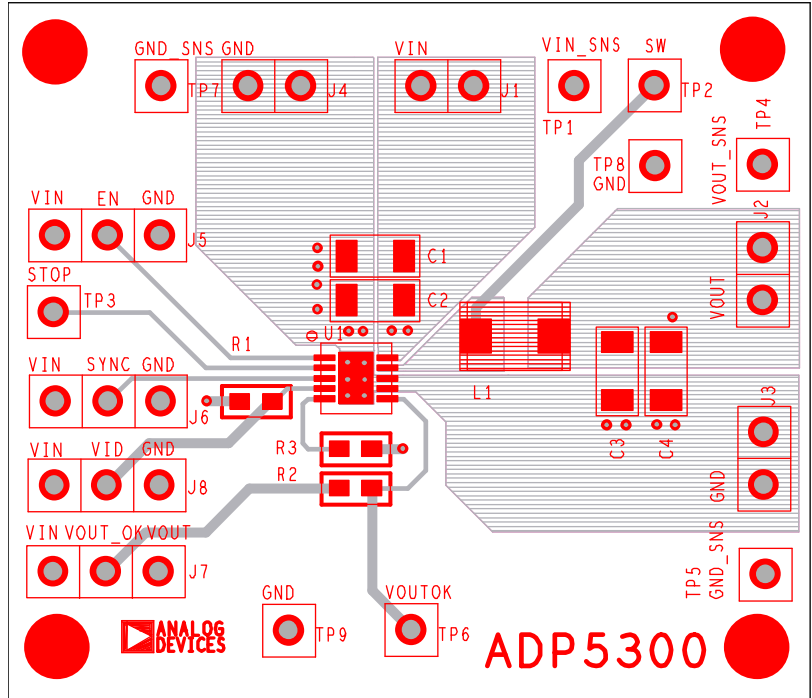 GND_SNS GND VIN VIN_SNS SW
TP7 J4 J1 TP1 TP2
TP4
VOUT_SNS
TP8
GND
VIN EN GND
J5
J2
VOUT
STOP
TP3
C1
C2
R1 U1
L1
VIN SYNC GND
J6
C3 C4
J3
GND
R3
R2
VIN VID GND
J8
VIN VOUT_OK VOUT
J7
TP5
GND_SNS
GND
TP9
VOUTOK
TP6
ANALOG
DEVICES
ADP5300